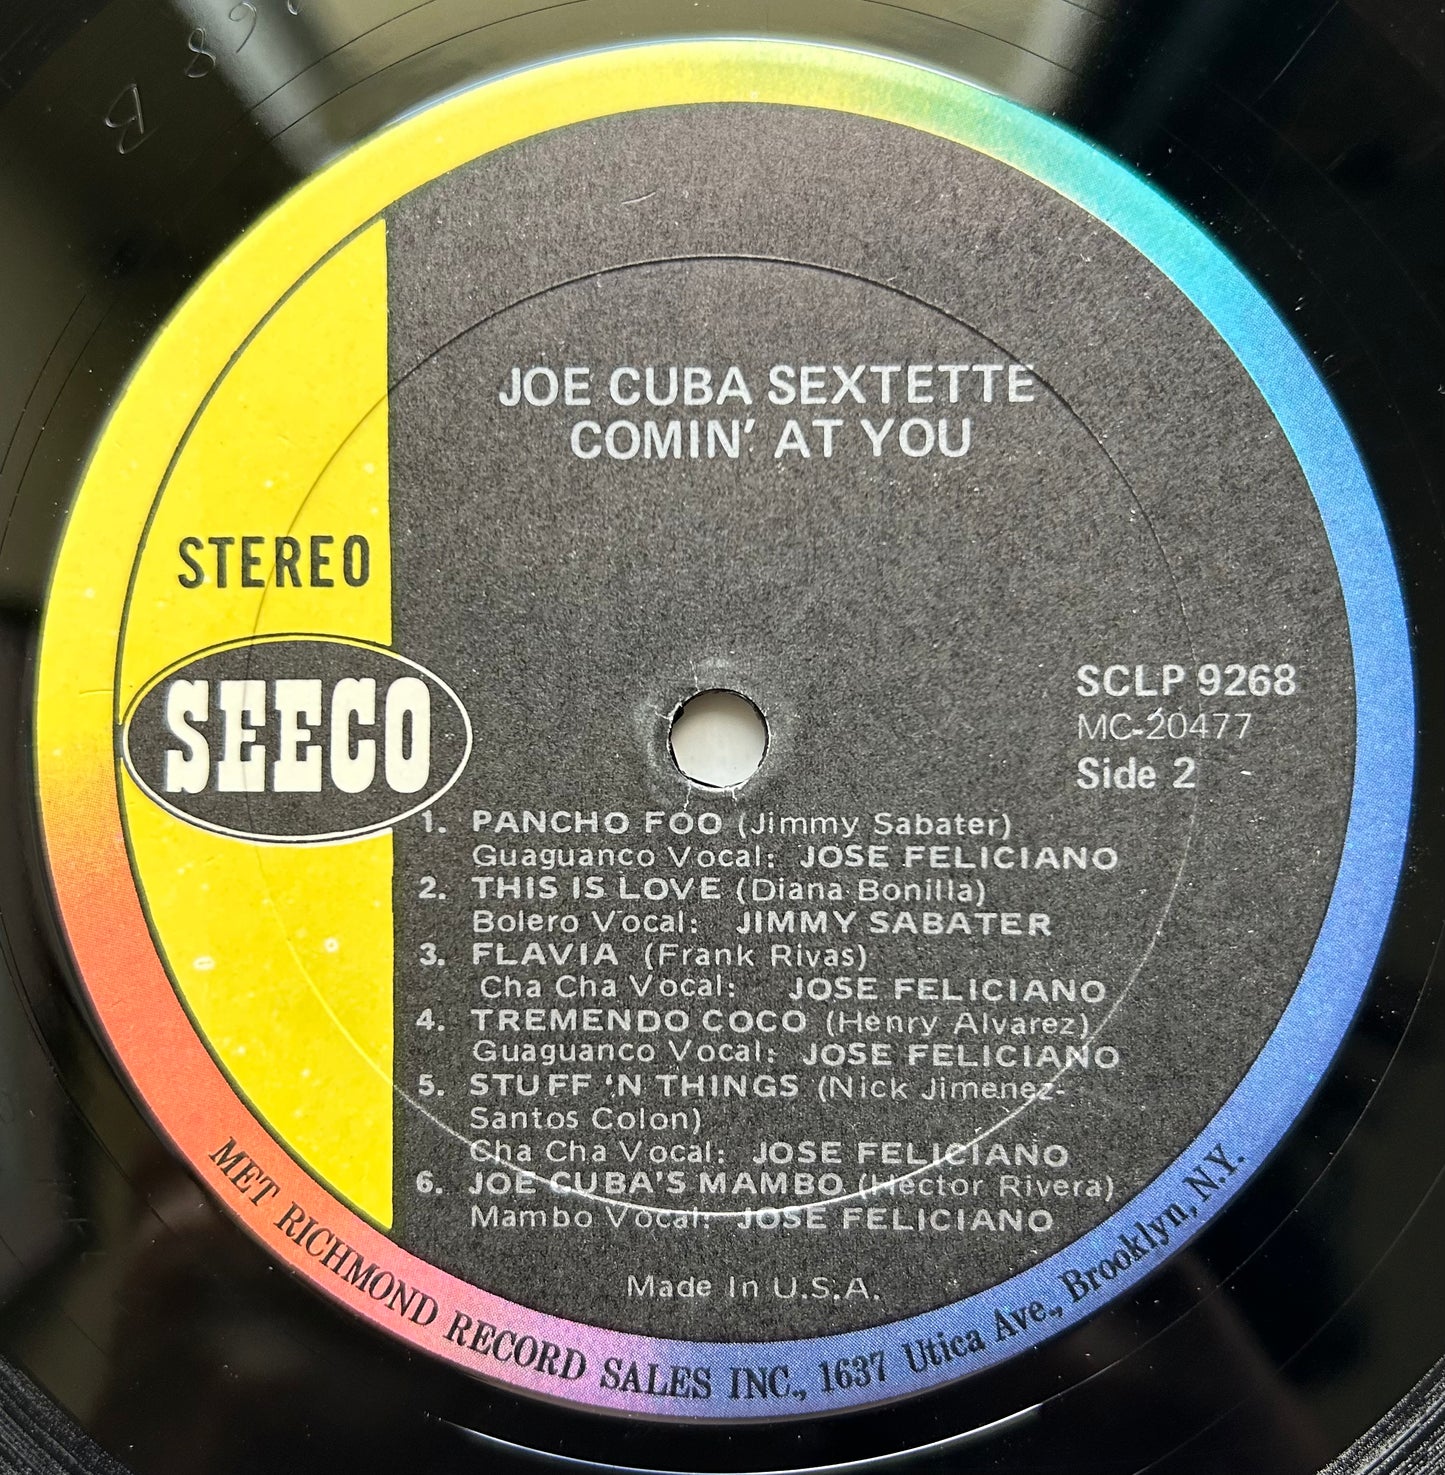 JOE CUBA SEXTETTE
COMIN' AT YOU
STEREO
SEECO
SCLP 9268
MC-20477
Side 2
1. PANCHO FOO (Jimmy Sabater)
Guaguanco Vocal: JOSE FELICIANO
2. THIS IS LOVE (Diana Bonilla)
Bolero Vocal: JIMMY SABATER
3. FLAVIA (Frank Rivas)
Cha Cha Vocal: JOSE FELICIANO
4. TREMENDO COCO (Henry Alvarez)
Guaguanco Vocal: JOSE FELICIANO
5. STUFF 'N THINGS (Nick Jimenez-
Santos Colon)
Cha Cha Vocal: JOSE FELICIANO
6. JOE CUBA'S MAMBO (Hector Rivera)
Mambo Vocal: JOSE FELICIANO
Made In U.S.A.
MET RICHMOND RECORD SALES INC., 1637 Utica Ave., Brooklyn, N.Y.